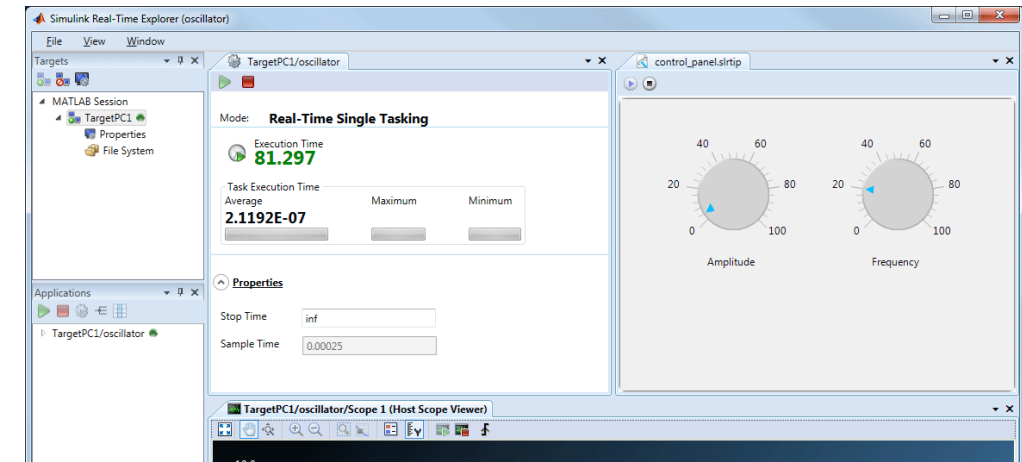 Simulink Real-Time Explorer (oscillator)
File View Window
Targets
MATLAB Session
TargetPC1
Properties
File System
Applications
TargetPC1/oscillator
TargetPC1/oscillator
Mode: Real-Time Single Tasking
Execution Time
81.297
Task Execution Time
Average Maximum Minimum
2.1192E-07
Properties
Stop Time inf
Sample Time 0.00025
control_panel.slrtip
40 60 40 60
20 80 20 80
0 100 0 100
Amplitude Frequency
TargetPC1/oscillator/Scope 1 (Host Scope Viewer)